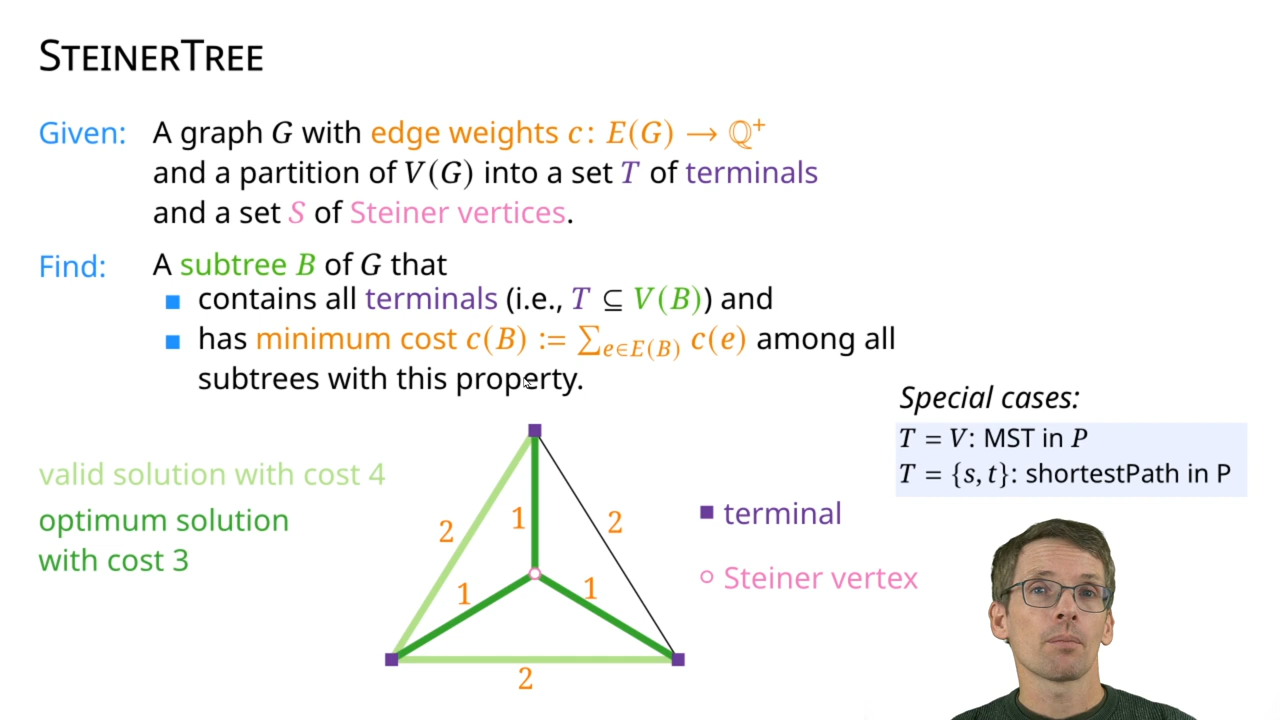 STEINERTREE
Given: A graph G with edge weights c: E(G) → ℚ⁺
and a partition of V(G) into a set T of terminals
and a set S of Steiner vertices.
Find: A subtree B of G that
■ contains all terminals (i.e., T ⊆ V(B)) and
■ has minimum cost c(B) := ∑e∈E(B) c(e) among all
subtrees with this property.
Special cases:
T = V: MST in P
T = {s, t}: shortestPath in P
valid solution with cost 4
optimum solution
with cost 3
2
1
2
1
1
2
terminal
Steiner vertex